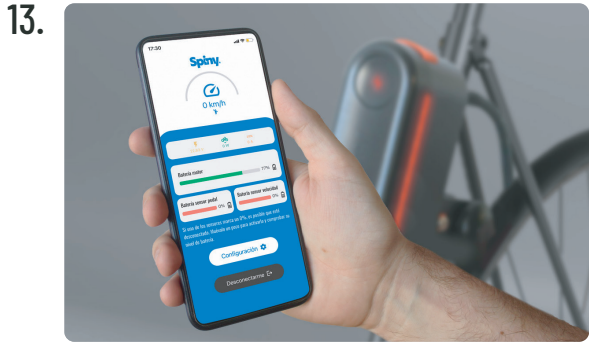 13.
17:30
Spiny.
0 km/h
Batería motor
77%
Batería sensor pedal
0%
Batería sensor velocidad
0%
Si uno de los sensores marca un 0%, es posible que esté
desconectado. Muévelo un poco para activarlo y comprobar su
nivel de batería.
Configuración
Desconectarme